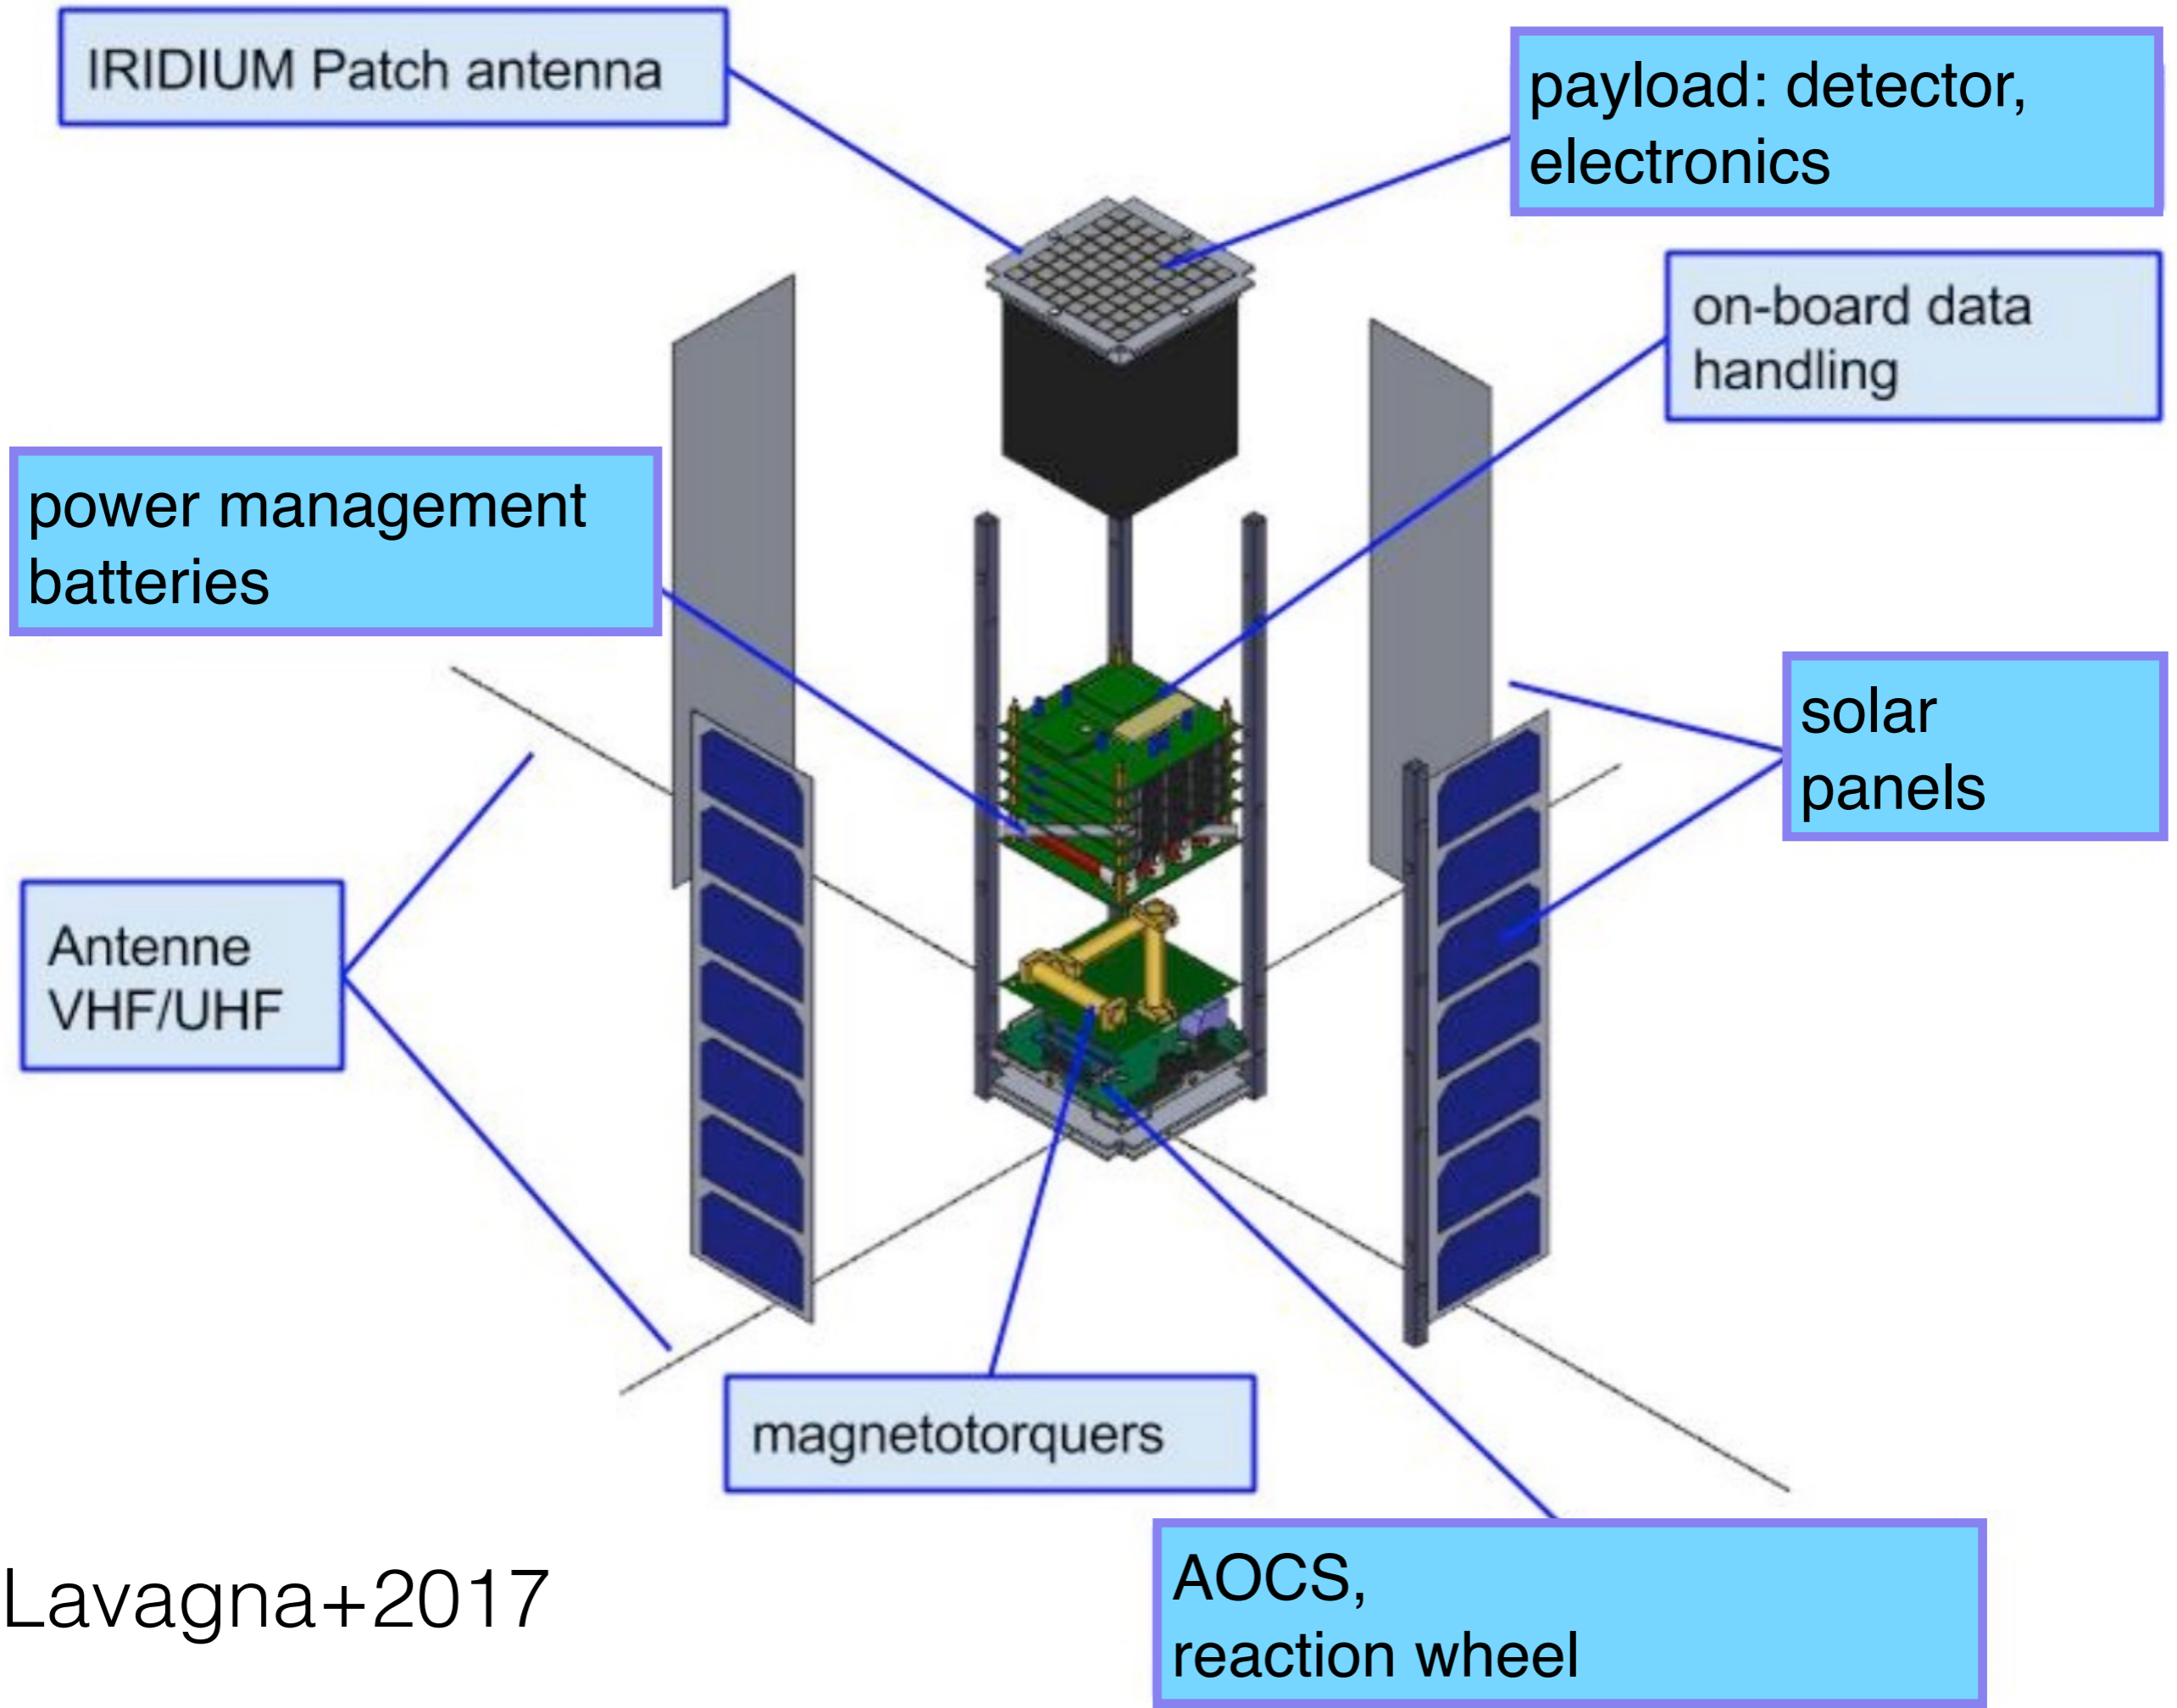 IRIDIUM Patch antenna
payload: detector,
electronics
on-board data
handling
power management
batteries
solar
panels
Antenne
VHF/UHF
magnetotorquers
AOCS,
reaction wheel
Lavagna+2017